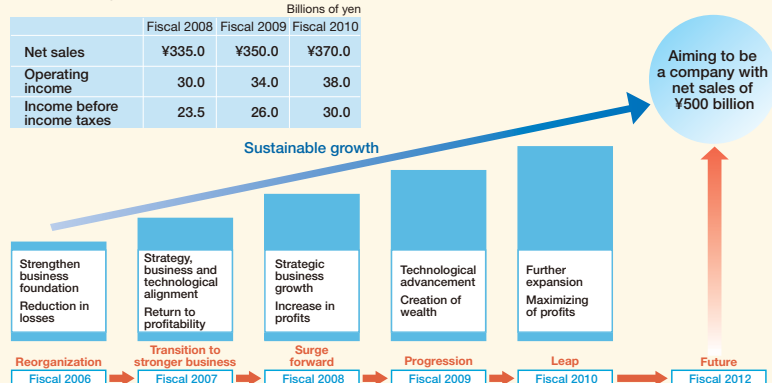 Billions of yen
Fiscal 2008 Fiscal 2009 Fiscal 2010
Net sales ¥335.0 ¥350.0 ¥370.0
Operating
income 30.0 34.0 38.0
Income before
income taxes 23.5 26.0 30.0
Aiming to be
a company with
net sales of
¥500 billion
Sustainable growth
Strengthen
business
foundation
Reduction in
losses
Strategy,
business and
technological
alignment
Return to
profitability
Strategic
business
growth
Increase in
profits
Technological
advancement
Creation of
wealth
Further
expansion
Maximizing
of profits
Reorganization
Transition to
stronger business
Surge
forward
Progression
Leap
Future
Fiscal 2006
Fiscal 2007
Fiscal 2008
Fiscal 2009
Fiscal 2010
Fiscal 2012